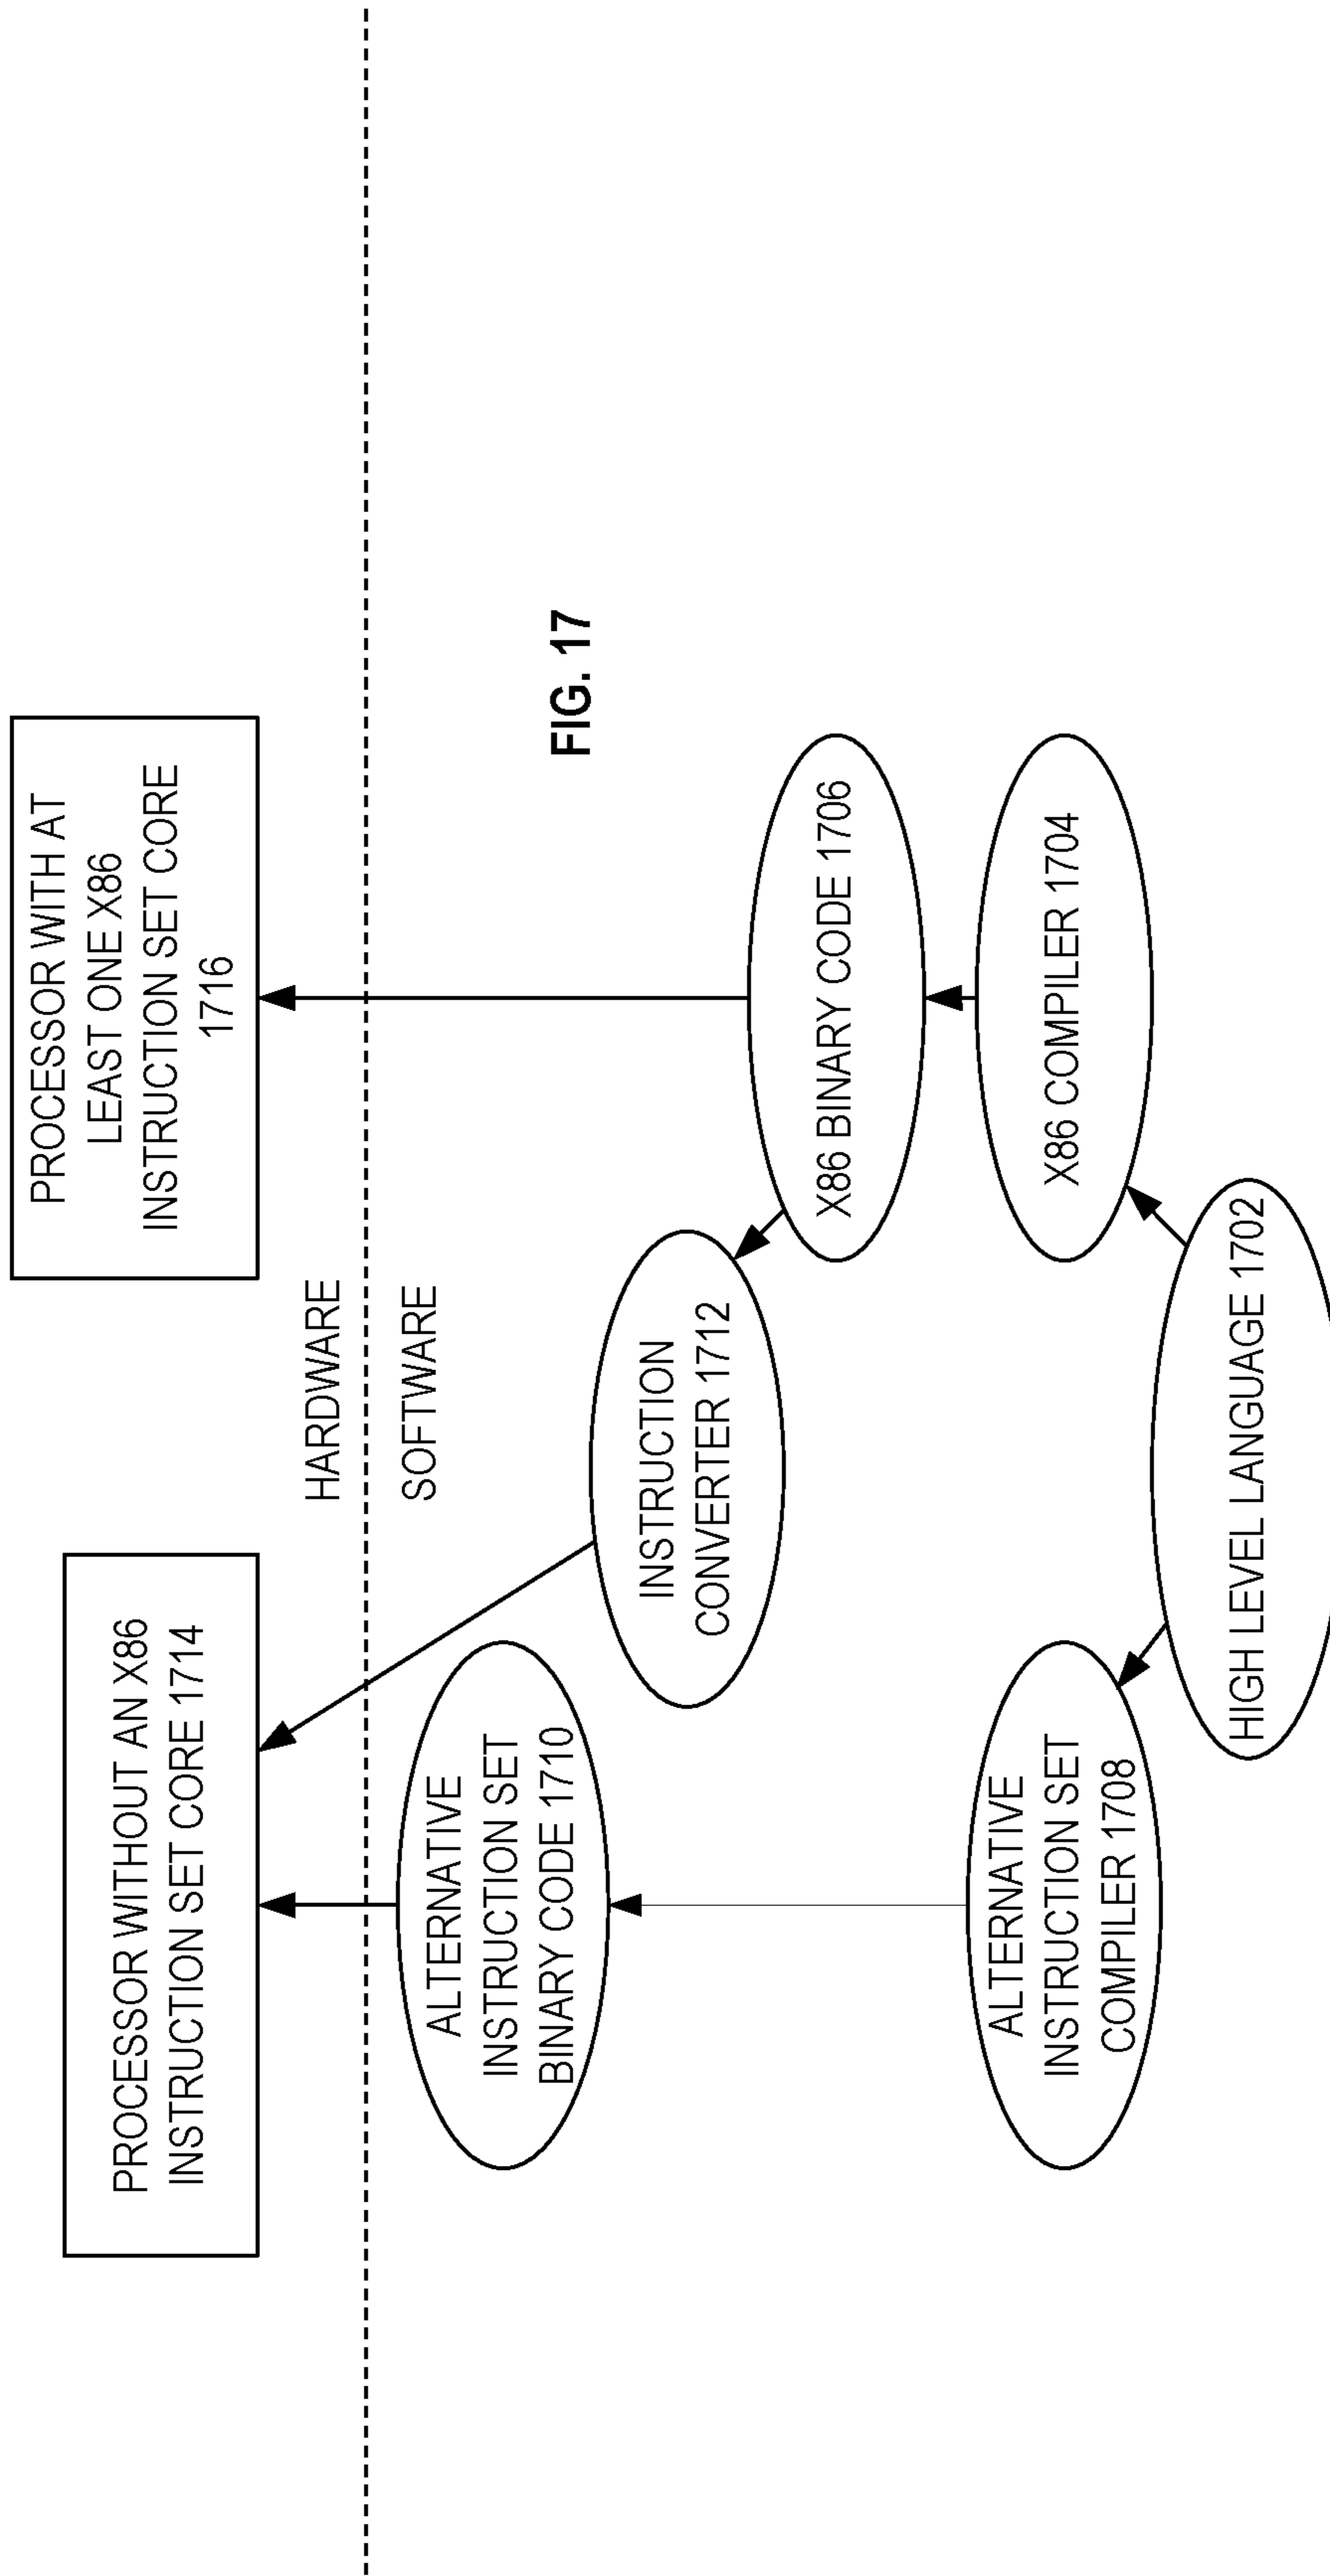 PROCESSOR WITHOUT AN X86
INSTRUCTION SET CORE 1714
PROCESSOR WITH AT
LEAST ONE X86
INSTRUCTION SET CORE
1716
HARDWARE
SOFTWARE
ALTERNATIVE
INSTRUCTION SET
BINARY CODE 1710
INSTRUCTION
CONVERTER 1712
FIG. 17
X86 BINARY CODE 1706
ALTERNATIVE
INSTRUCTION SET
COMPILER 1708
X86 COMPILER 1704
HIGH LEVEL LANGUAGE 1702